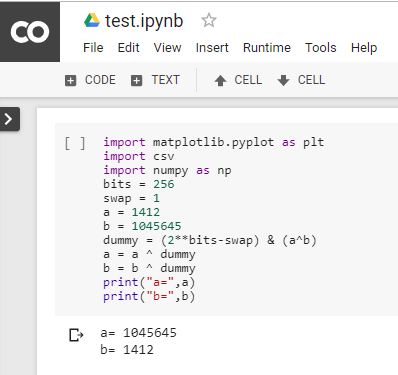 CO test.ipynb
File Edit View Insert Runtime Tools Help
CODE TEXT CELL CELL
[ ] import matplotlib.pyplot as plt
import csv
import numpy as np
bits = 256
swap = 1
a = 1412
b = 1045645
dummy = (2**bits-swap) & (a^b)
a = a ^ dummy
b = b ^ dummy
print("a=",a)
print("b=",b)
a= 1045645
b= 1412